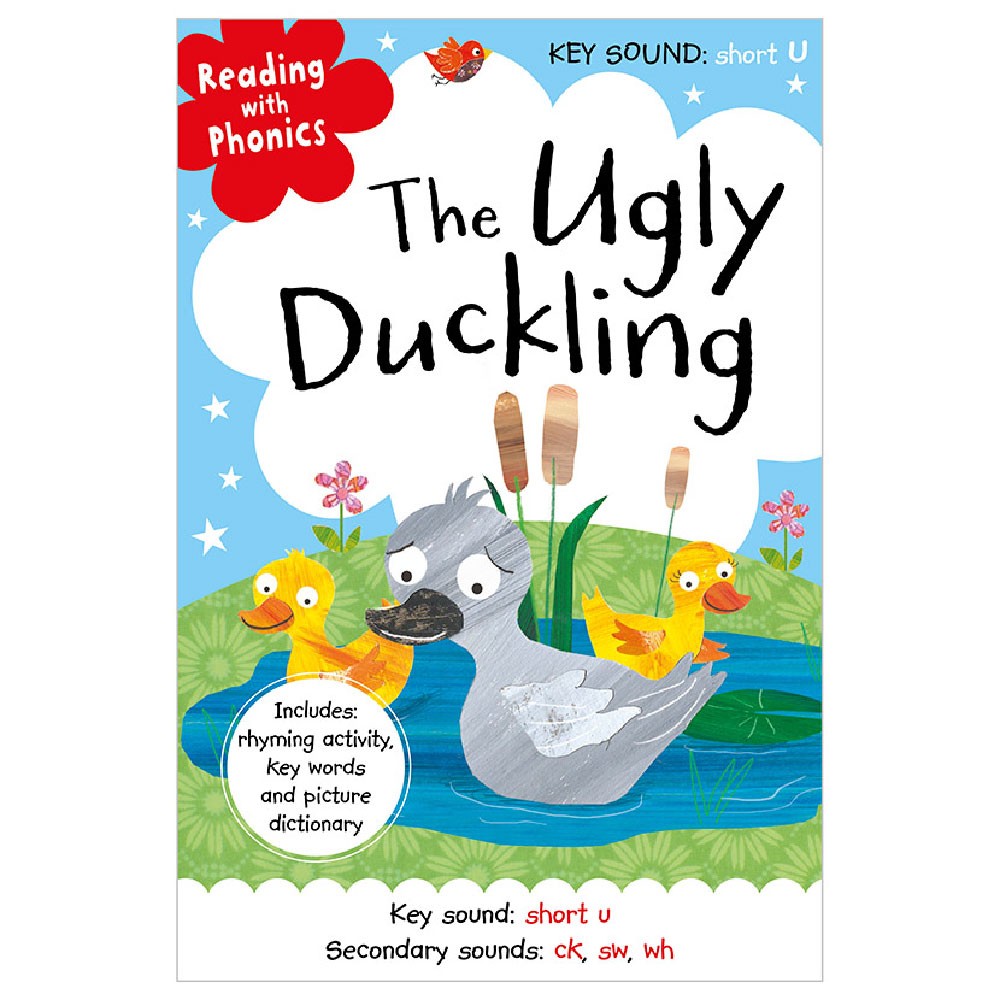 Reading
with
Phonics
KEY SOUND: short U
The Ugly
Duckling
Includes:
rhyming activity,
key words
and picture
dictionary
Key sound: short u
Secondary sounds: ck, sw, wh